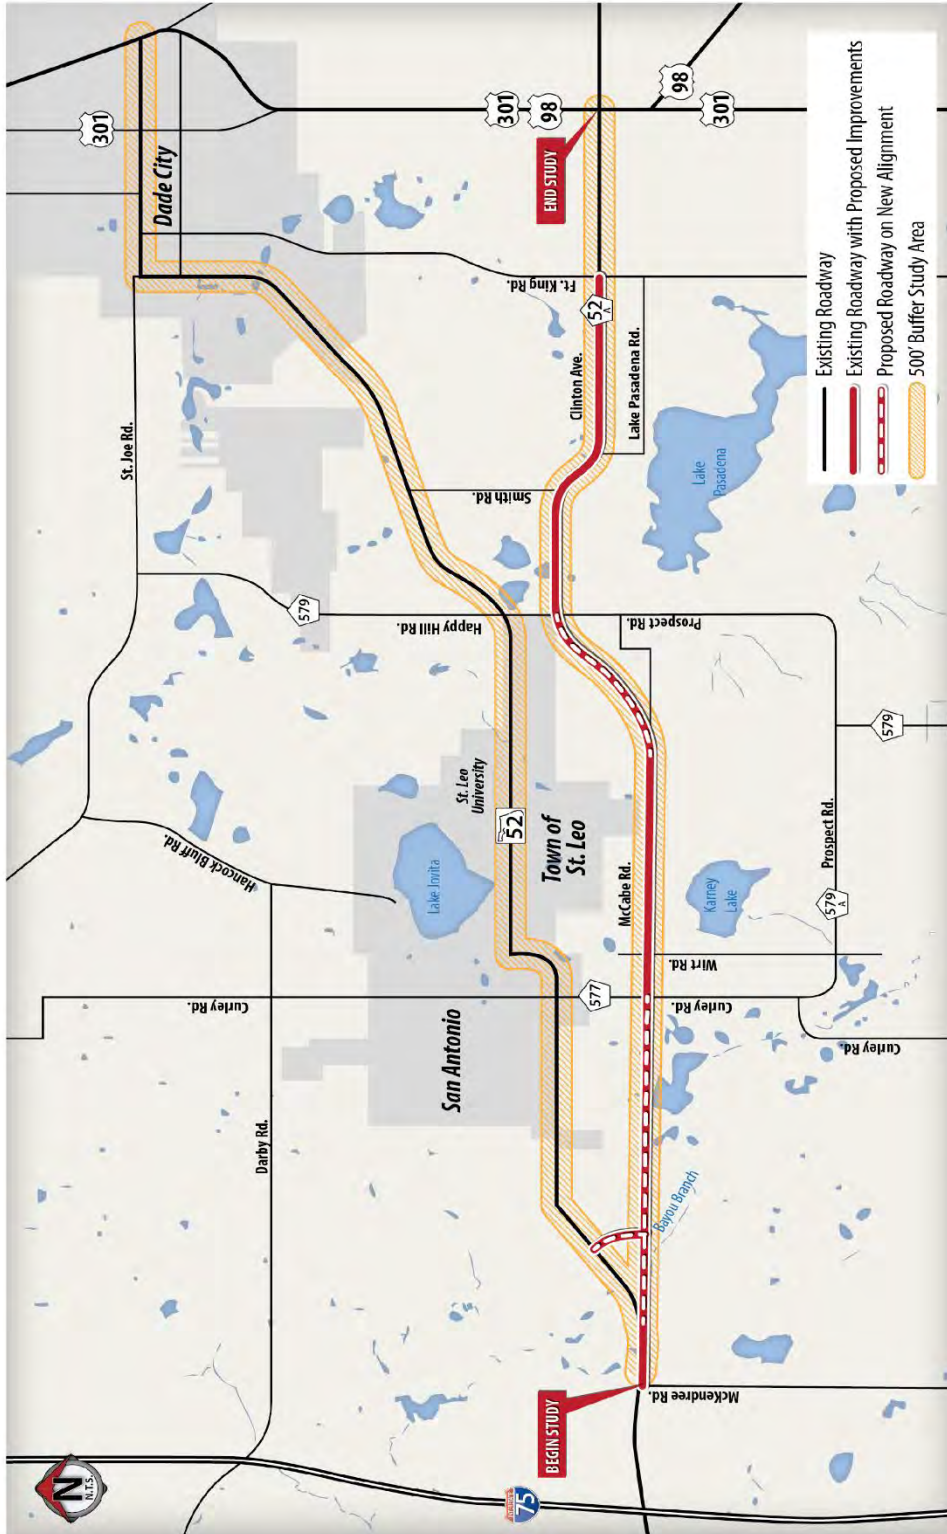 301
Dade City
301
98
98
301
END STUDY
Ft. King Rd.
52
A
Clinton Ave.
Lake Pasadena Rd.
St. Joe Rd.
Smith Rd.
Lake
Pasadena
579
Happy Hill Rd.
Prospect Rd.
579
St. Leo
University
52
Town of
St. Leo
Hancock Bluff Rd.
Lake Jovita
McCabe Rd.
Karney
Lake
Prospect Rd.
579
A
Wirt Rd.
Curley Rd.
577
Curley Rd.
Curley Rd.
San Antonio
Darby Rd.
Bayou Branch
BEGIN STUDY
McKendree Rd.
75
N
N.T.S.
Existing Roadway
Existing Roadway with Proposed Improvements
Proposed Roadway on New Alignment
500' Buffer Study Area